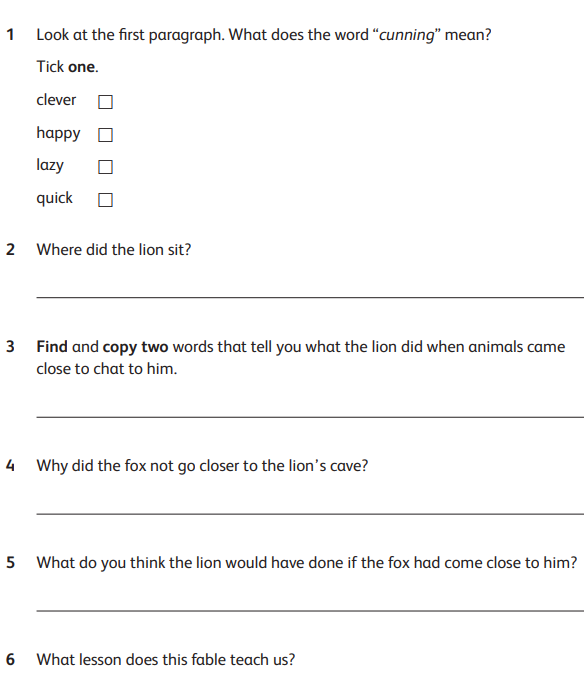 1 Look at the first paragraph. What does the word “cunning” mean?
Tick one.
clever
happy
lazy
quick
2 Where did the lion sit?
3 Find and copy two words that tell you what the lion did when animals came
close to chat to him.
4 Why did the fox not go closer to the lion’s cave?
5 What do you think the lion would have done if the fox had come close to him?
6 What lesson does this fable teach us?